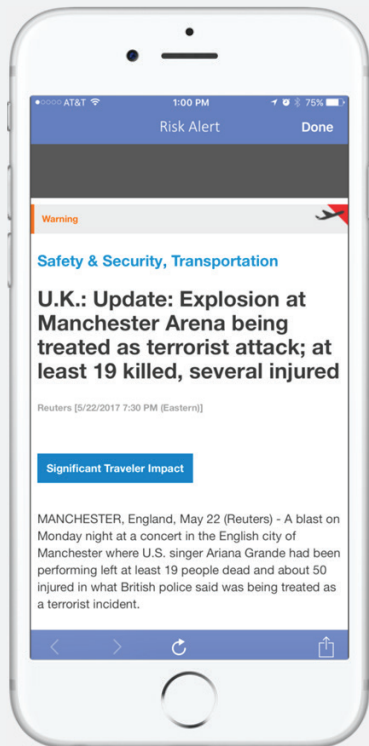 AT&T 1:00 PM 75%
Risk Alert Done
Warning
Safety & Security, Transportation
U.K.: Update: Explosion at
Manchester Arena being
treated as terrorist attack; at
least 19 killed, several injured
Reuters [5/22/2017 7:30 PM (Eastern)]
Significant Traveler Impact
MANCHESTER, England, May 22 (Reuters) - A blast on
Monday night at a concert in the English city of
Manchester where U.S. singer Ariana Grande had been
performing left at least 19 people dead and about 50
injured in what British police said was being treated as
a terrorist incident.